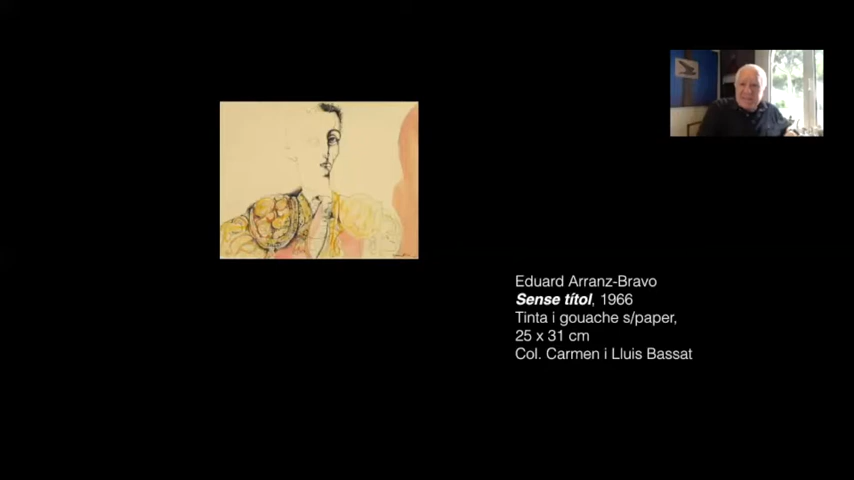 Eduard Arranz-Bravo
Sense títol, 1966
Tinta i gouache s/paper,
25 x 31 cm
Col. Carmen i Lluis Bassat